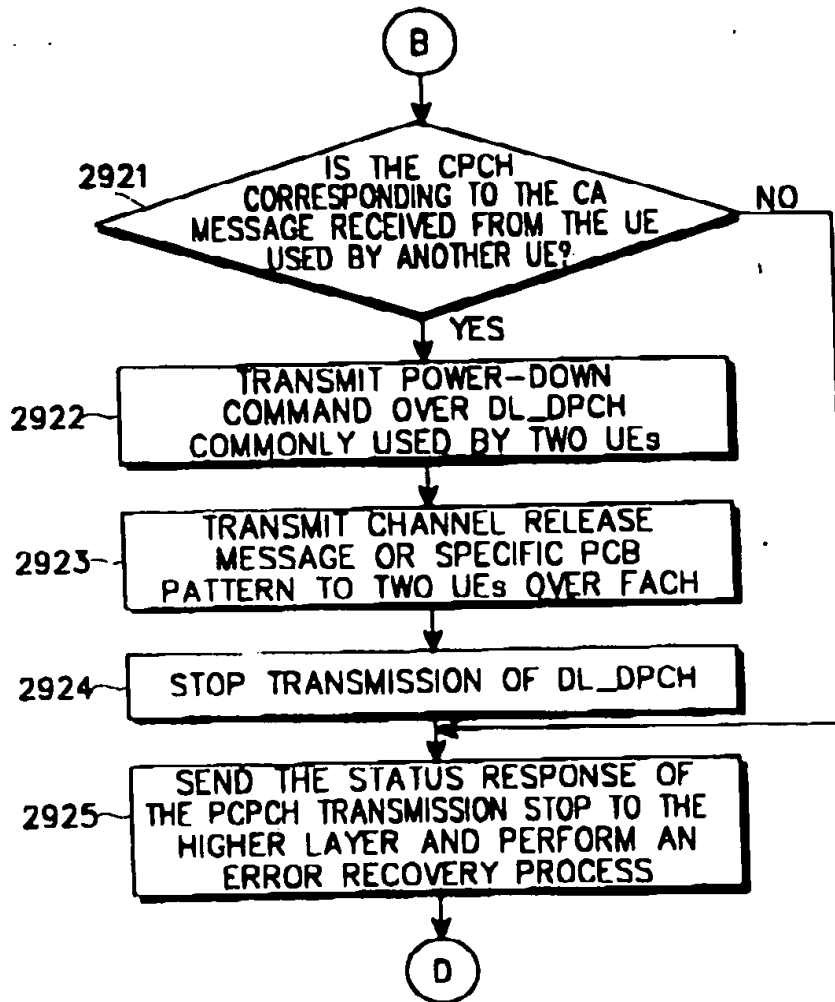 B
2921
IS THE CPCH
CORRESPONDING TO THE CA
MESSAGE RECEIVED FROM THE UE
USED BY ANOTHER UE?
NO
YES
2922
TRANSMIT POWER-DOWN
COMMAND OVER DL_DPCH
COMMONLY USED BY TWO UEs
2923
TRANSMIT CHANNEL RELEASE
MESSAGE OR SPECIFIC PCB
PATTERN TO TWO UEs OVER FACH
2924
STOP TRANSMISSION OF DL_DPCH
2925
SEND THE STATUS RESPONSE OF
THE PCPCH TRANSMISSION STOP TO THE
HIGHER LAYER AND PERFORM AN
ERROR RECOVERY PROCESS
D